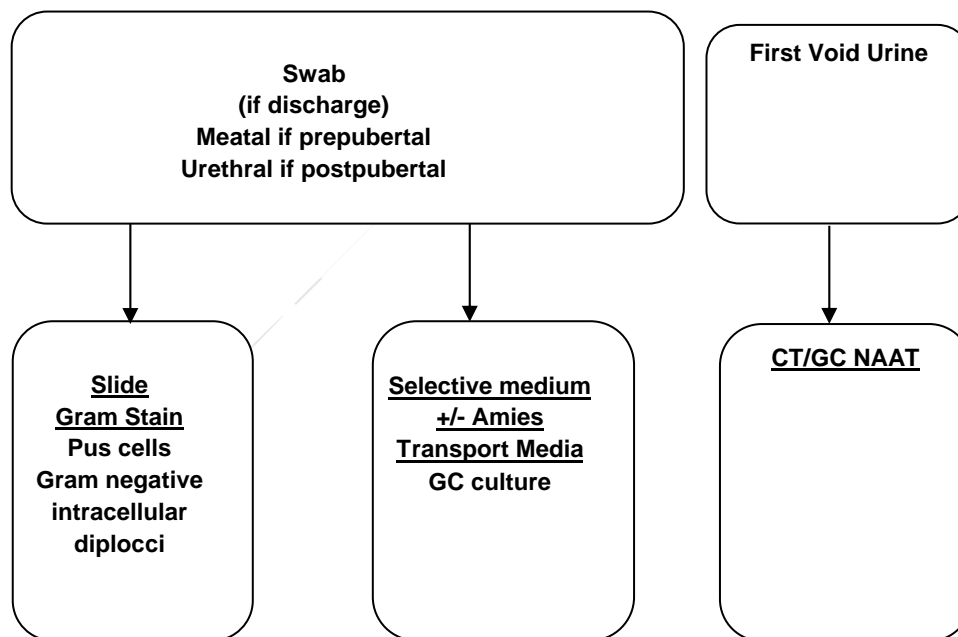 Swab
(if discharge)
Meatal if prepubertal
Urethral if postpubertal
First Void Urine
Slide
Gram Stain
Pus cells
Gram negative
intracellular
diplocci
Selective medium
+/- Amies
Transport Media
GC culture
CT/GC NAAT